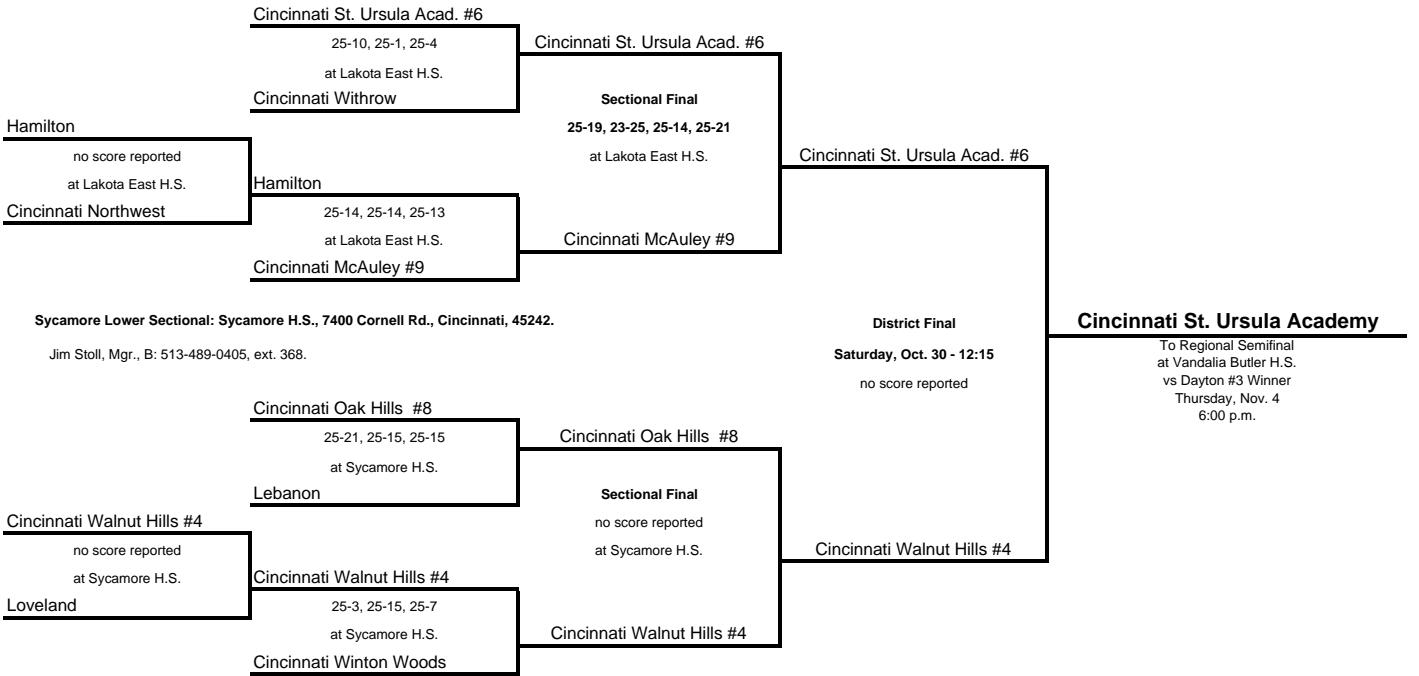 Cincinnati St. Ursula Acad. #6
25-10, 25-1, 25-4
at Lakota East H.S.
Cincinnati Withrow
Hamilton
no score reported
at Lakota East H.S.
Cincinnati Northwest
Hamilton
25-14, 25-14, 25-13
at Lakota East H.S.
Cincinnati McAuley #9
Cincinnati St. Ursula Acad. #6
Sectional Final
25-19, 23-25, 25-14, 25-21
at Lakota East H.S.
Cincinnati McAuley #9
Cincinnati St. Ursula Acad. #6
Sycamore Lower Sectional: Sycamore H.S., 7400 Cornell Rd., Cincinnati, 45242.
Jim Stoll, Mgr., B: 513-489-0405, ext. 368.
District Final
Saturday, Oct. 30 - 12:15
no score reported
Cincinnati St. Ursula Academy
To Regional Semifinal
at Vandalia Butler H.S.
vs Dayton #3 Winner
Thursday, Nov. 4
6:00 p.m.
Cincinnati Oak Hills #8
25-21, 25-15, 25-15
at Sycamore H.S.
Lebanon
Cincinnati Walnut Hills #4
no score reported
at Sycamore H.S.
Loveland
Cincinnati Walnut Hills #4
25-3, 25-15, 25-7
at Sycamore H.S.
Cincinnati Winton Woods
Cincinnati Oak Hills #8
Sectional Final
no score reported
at Sycamore H.S.
Cincinnati Walnut Hills #4
Cincinnati Walnut Hills #4